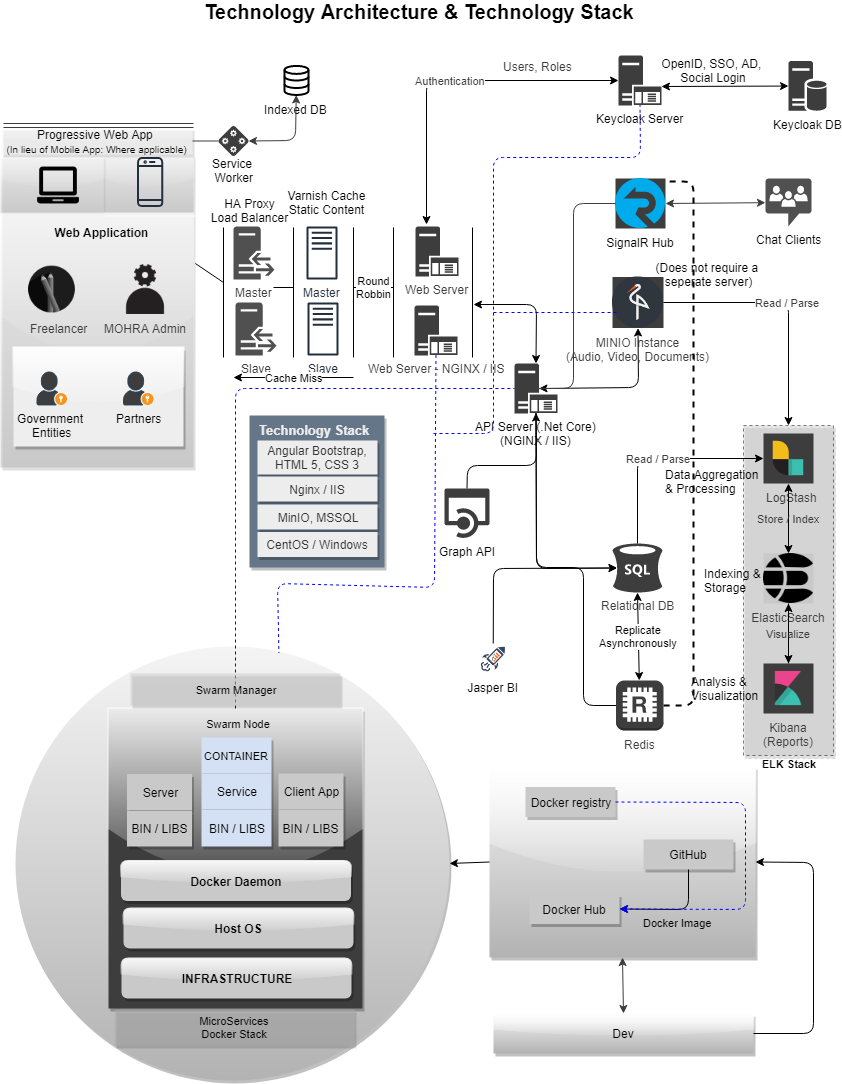 Technology Architecture & Technology Stack
Indexed DB
Service
Worker
Progressive Web App
(In lieu of Mobile App: Where applicable)
Web Application
Freelancer
MOHRA Admin
Government
Entities
Partners
HA Proxy
Load Balancer
Master
Slave
Varnish Cache
Static Content
Master
Slave
Cache Miss
Round
Robbin
Authentication
Users, Roles
Keycloak Server
OpenID, SSO, AD,
Social Login
Keycloak DB
Web Server
Web Server - NGINX / IIS
SignalR Hub
Chat Clients
(Does not require a
seperate server)
MINIO Instance
(Audio, Video, Documents)
Read / Parse
API Server (.Net Core)
(NGINX / IIS)
Technology Stack
Angular Bootstrap,
HTML 5, CSS 3
Nginx / IIS
MinIO, MSSQL
CentOS / Windows
Graph API
Read / Parse
Data Aggregation
& Processing
LogStash
Store / Index
SQL
Relational DB
Indexing &
Storage
ElasticSearch
Visualize
Replicate
Asynchronously
Jasper BI
R
Redis
Analysis &
Visualization
Kibana
(Reports)
ELK Stack
Swarm Manager
Swarm Node
CONTAINER
Server
Service
Client App
BIN / LIBS
BIN / LIBS
BIN / LIBS
Docker Daemon
Host OS
INFRASTRUCTURE
MicroServices
Docker Stack
Docker registry
GitHub
Docker Hub
Docker Image
Dev